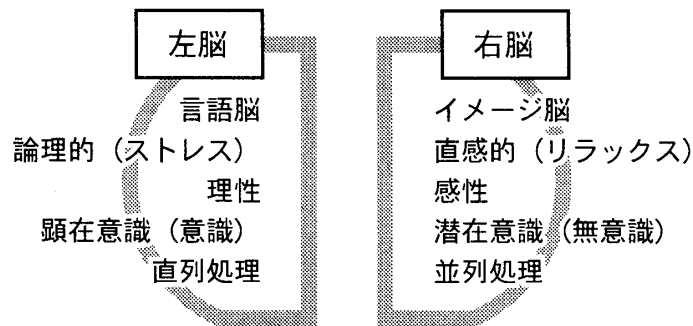 左脳
言語脳
論理的（ストレス）
理性
顕在意識（意識）
直列処理
右脳
イメージ脳
直感的（リラックス）
感性
潜在意識（無意識）
並列処理